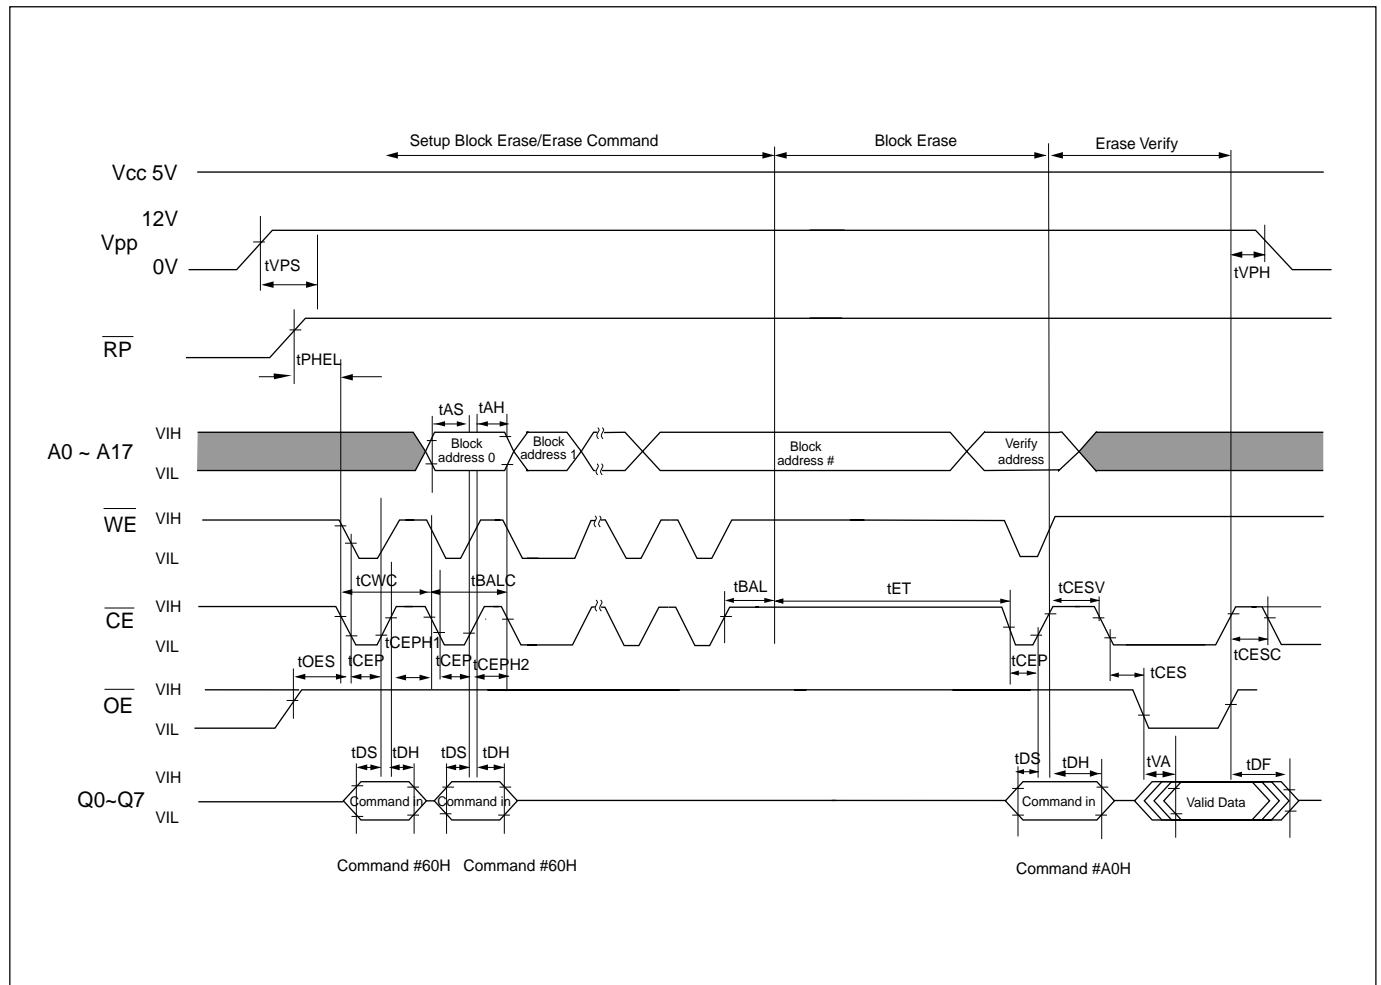 Setup Block Erase/Erase Command
Block Erase
Erase Verify
Vcc 5V
12V
Vpp
0V
tVPS
tVPH
RP
tPHEL
tAS
tAH
A0 ~ A17
VIH
VIL
Block address 0
Block address 1
Block address #
Verify address
WE
VIH
VIL
tCWC
tBALC
tBAL
tET
tCESV
CE
VIH
VIL
tCEPH1
tOES
tCEP
tCEP
tCEPH2
tCEP
tCES
tCESC
OE
VIH
VIL
tDS
tDH
tDS
tDH
tDS
tDH
tVA
tDF
Q0~Q7
VIH
VIL
Command in
Command in
Command in
Valid Data
Command #60H
Command #60H
Command #A0H